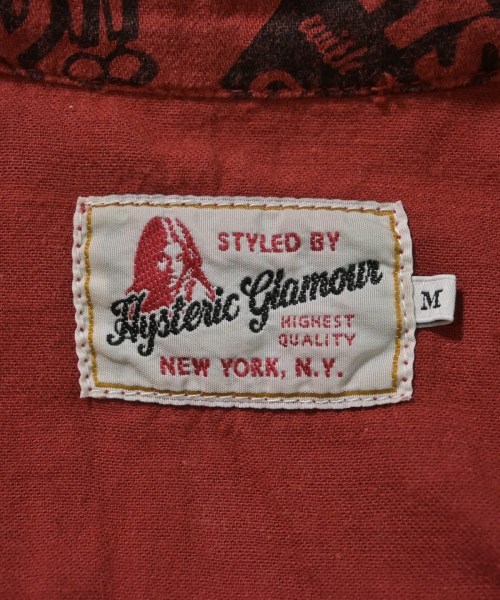 STYLED BY
Hysteric Glamour
HIGHEST
QUALITY
NEW YORK, N.Y.
M